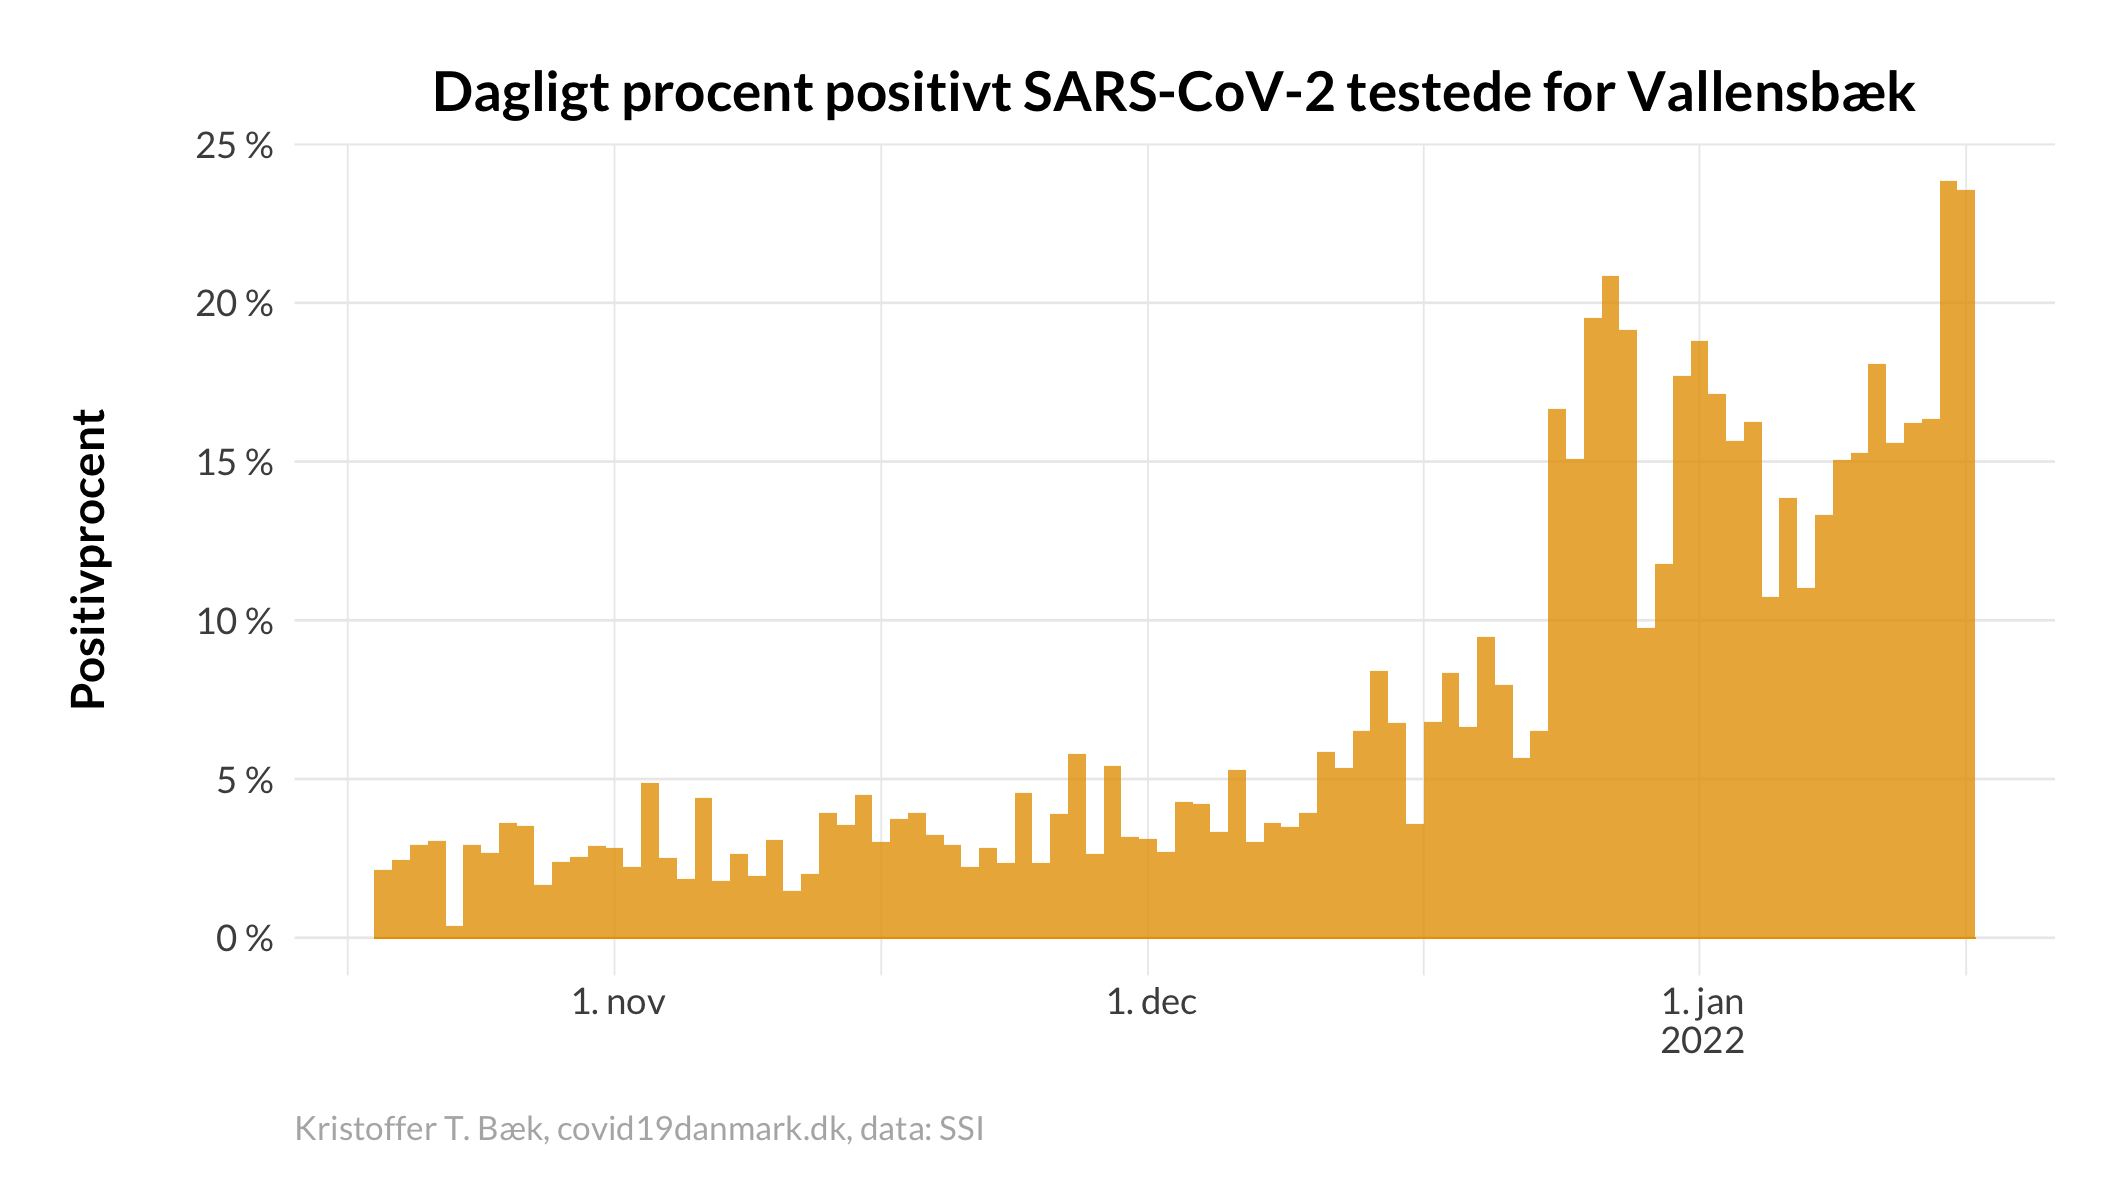 Dagligt procent positivt SARS-CoV-2 testede for Vallensbæk
Positivprocent
25 %
20 %
15 %
10 %
5 %
0 %
1. nov
1. dec
1. jan
2022
Kristoffer T. Bæk, covid19danmark.dk, data: SSI